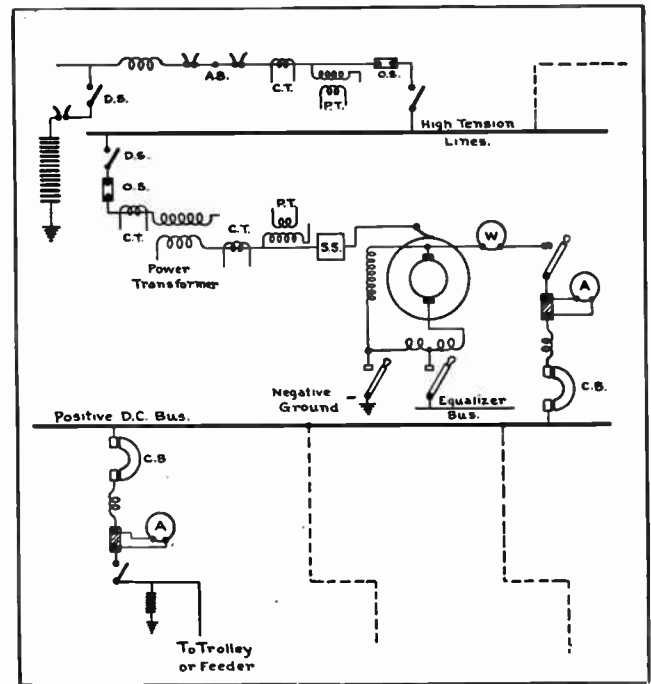 A.B.
C.T.
P.T.
O.S.
D.S.
High Tension
Lines.
D.S.
O.S.
C.T.
C.T.
P.T.
S.S.
W
A
Power
Transformer
C.B.
Negative
Ground
Equalizer
Bus.
Positive D.C. Bus.
C.B
A
To Trolley
or Feeder